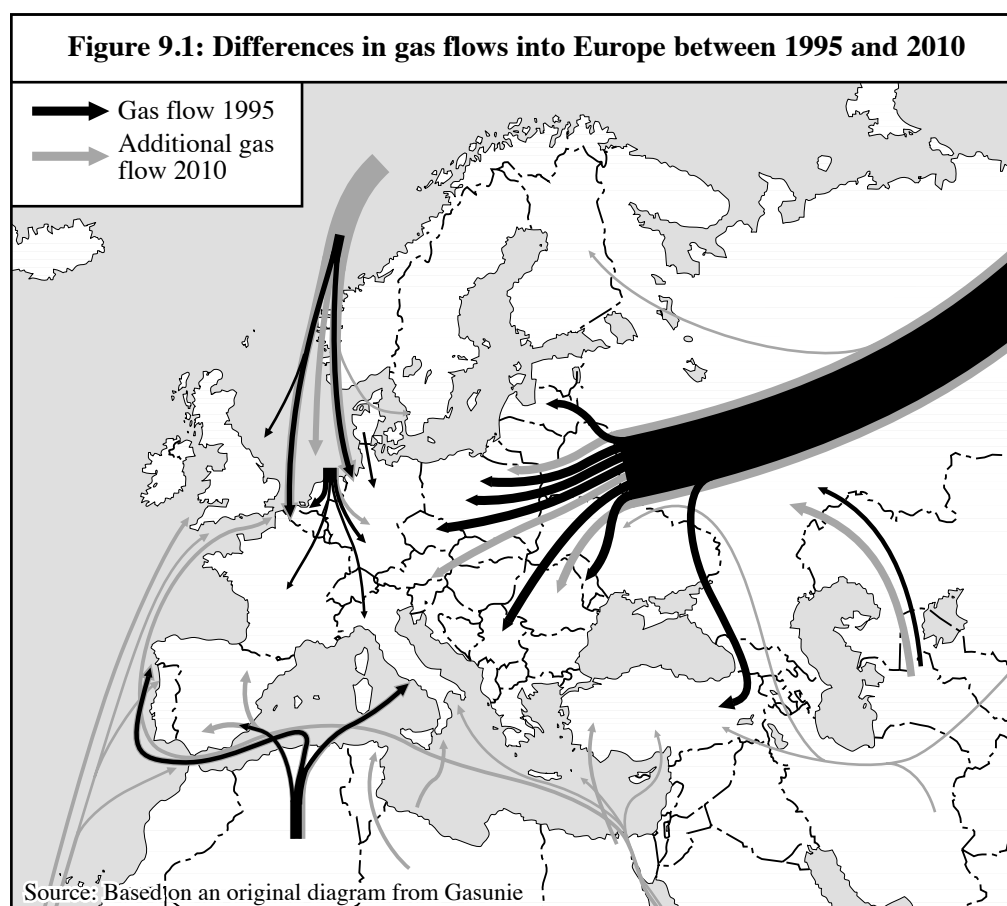 Figure 9.1: Differences in gas flows into Europe between 1995 and 2010
Gas flow 1995
Additional gas
flow 2010
Source: Based on an original diagram from Gasunie